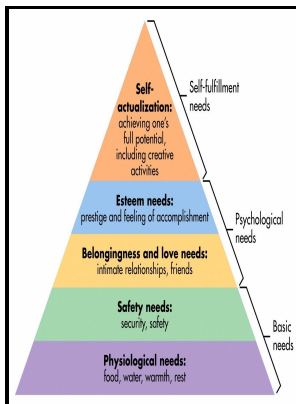 Self-
actualization:
achieving one's
full potential,
including creative
activities
Self-fulfillment
needs
Esteem needs:
prestige and feeling of accomplishment
Psychological
needs
Belongingness and love needs:
intimate relationships, friends
Safety needs:
security, safety
Basic
needs
Physiological needs:
food, water, warmth, rest